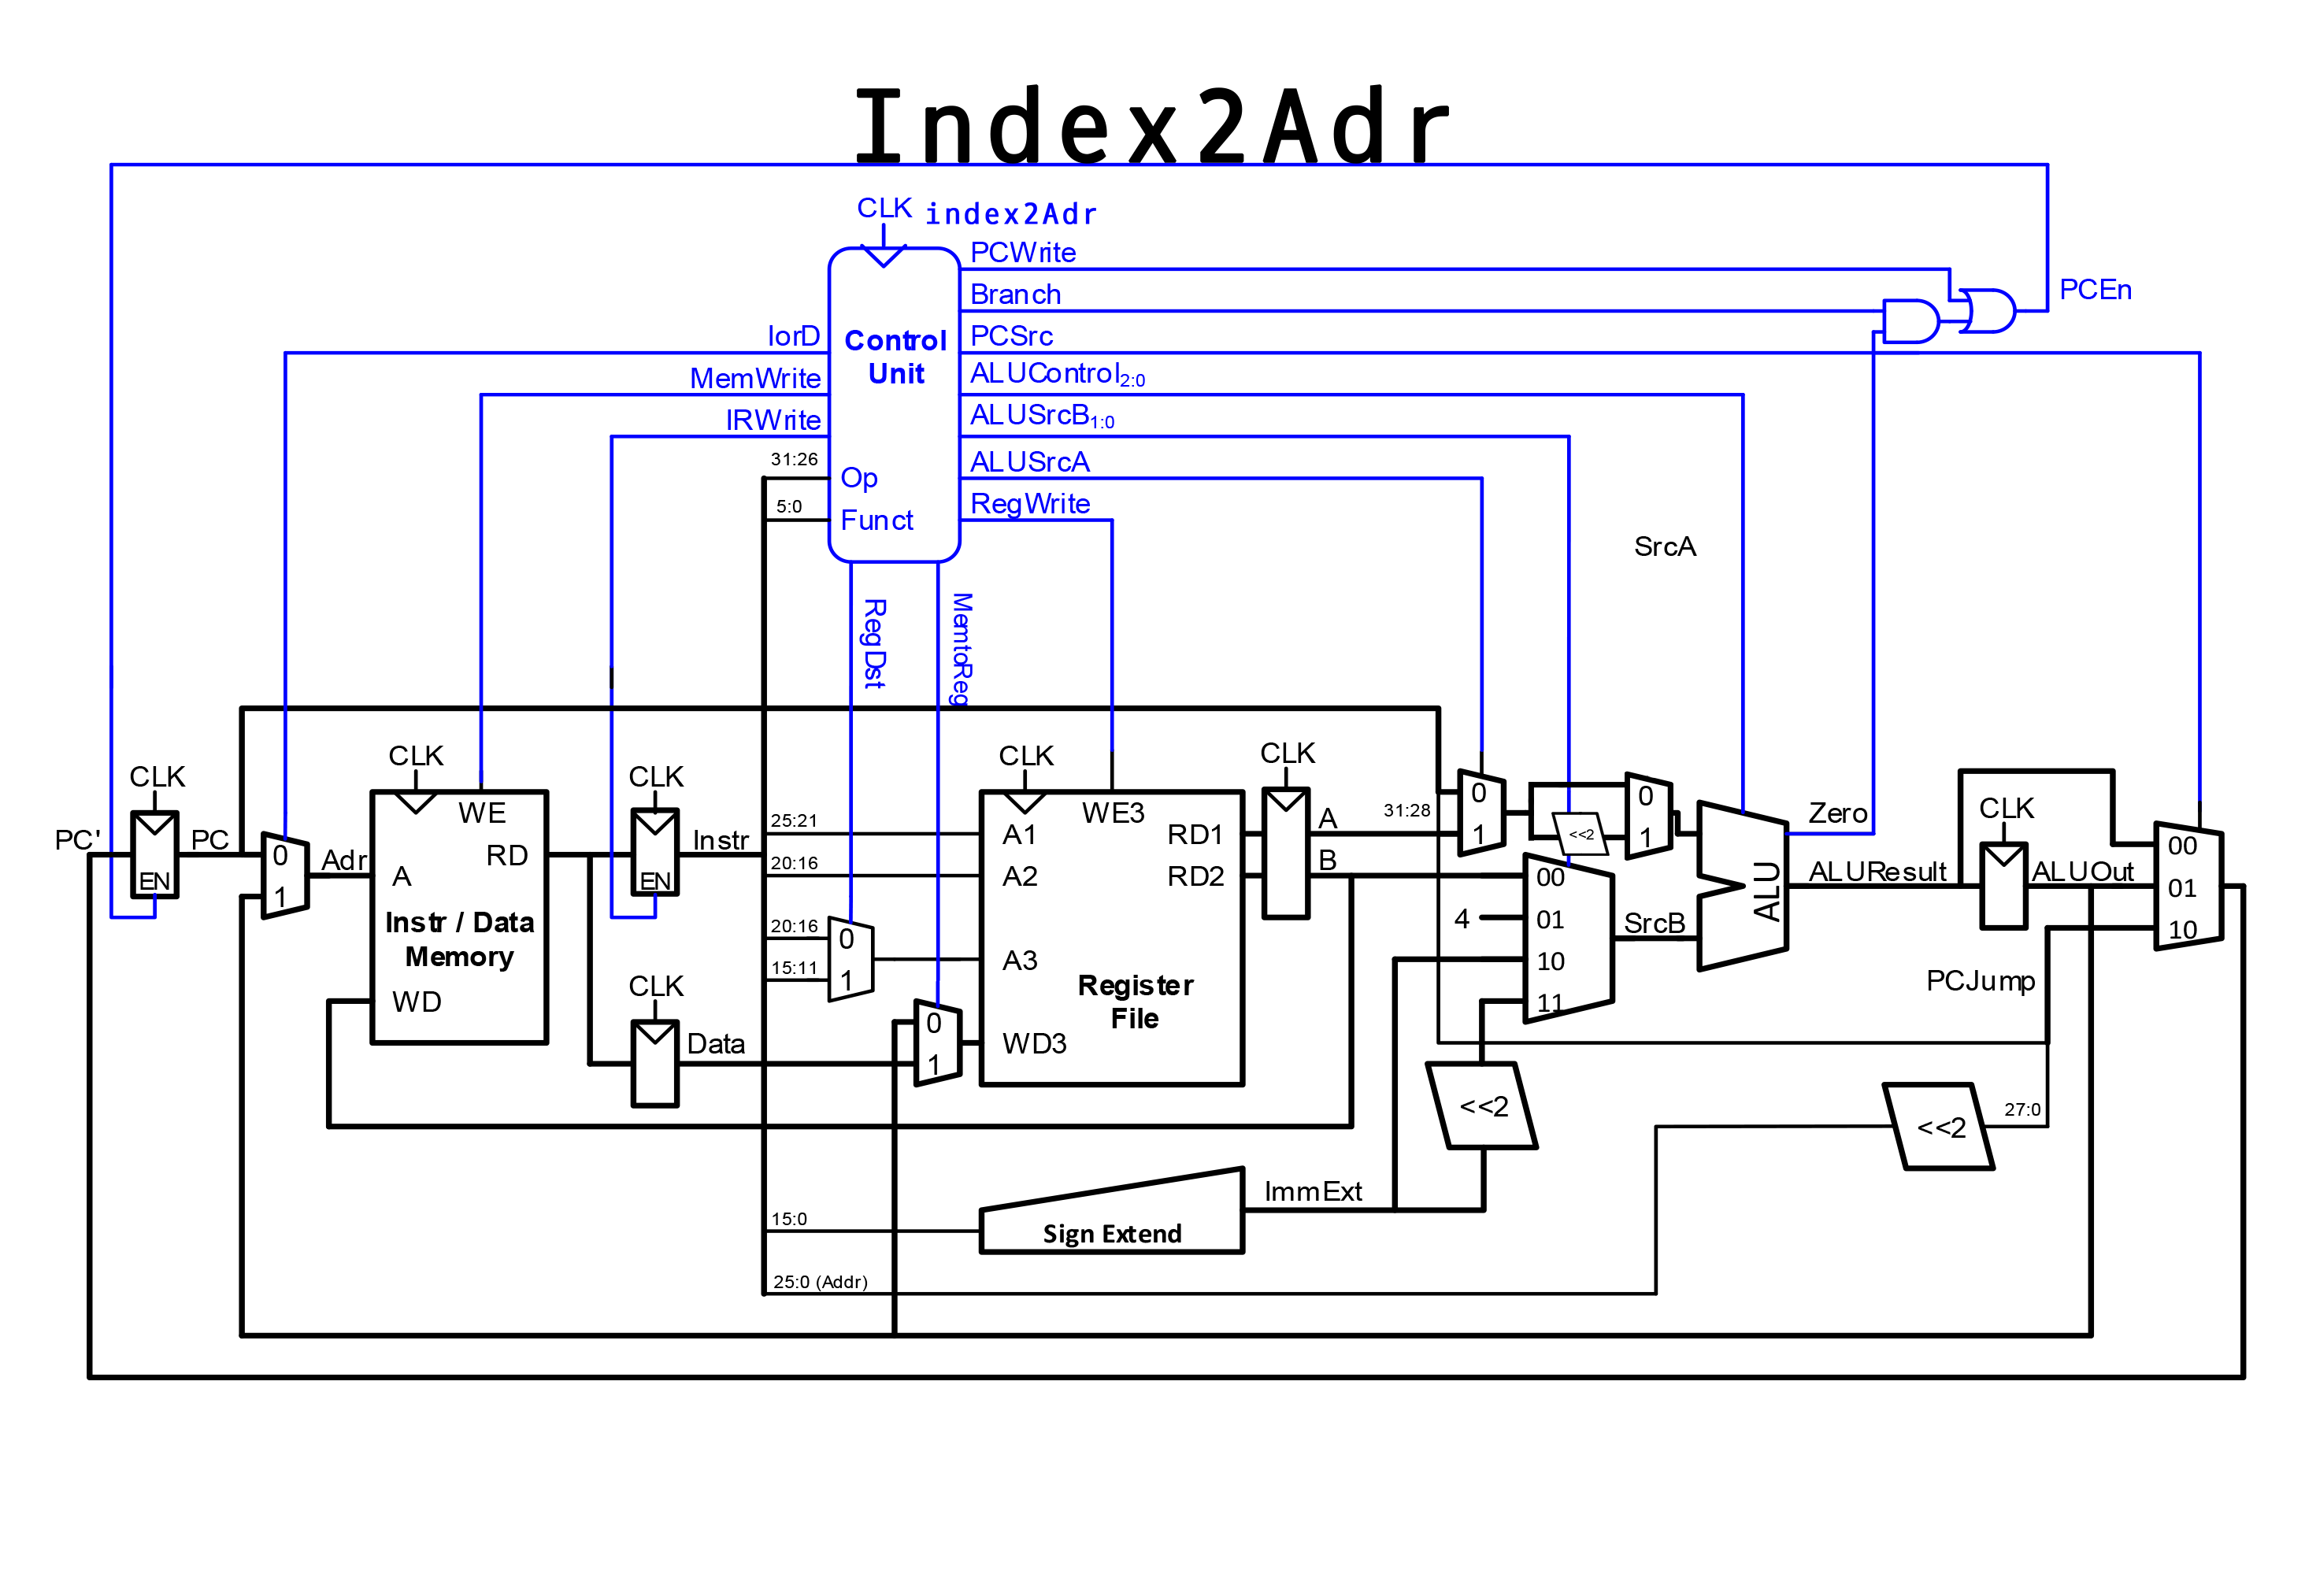 Index2Adr
CLK index2Adr
PCWrite
Branch
PCEn
IorD
Control
Unit
PCSrc
MemWrite
ALUControl2:0
IRWrite
ALUSrcB1:0
31:26
Op
ALUSrcA
5:0
Funct
RegWrite
SrcA
RegDst
MemtoReg
CLK
CLK
CLK
CLK
CLK
CLK
PC'
EN
PC
0
1
Adr
WE
A
RD
Instr / Data
Memory
WD
EN
Instr
CLK
Data
25:21
20:16
20:16
15:11
0
1
0
1
A1
A2
A3
WD3
WE3
RD1
RD2
Register
File
A
B
31:28
0
1
<<2
0
1
4
00
01
10
11
SrcB
ALU
Zero
ALUResult
ALUOut
00
01
10
PCJump
<<2
<<2
27:0
15:0
Sign Extend
ImmExt
25:0 (Addr)